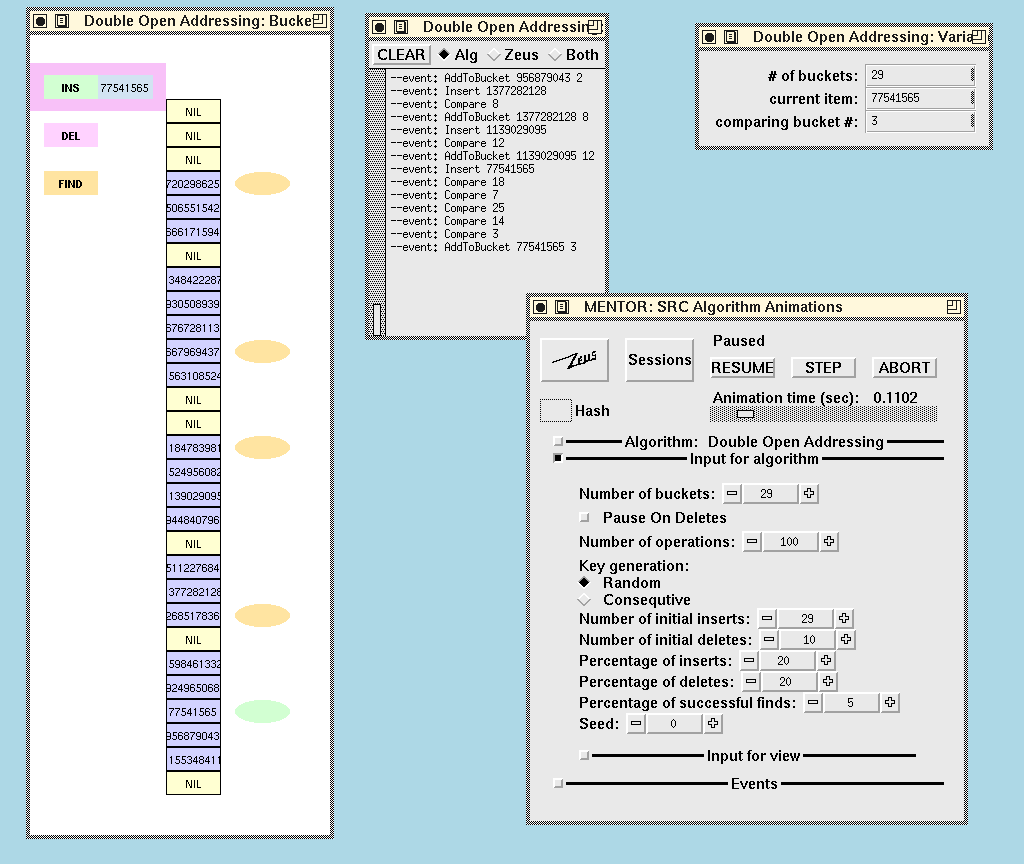 Double Open Addressing: Bucke
INS 77541565
DEL
FIND
NIL
NIL
NIL
720298625
506551542
666171594
NIL
348422287
930508939
676728113
667969437
563108524
NIL
NIL
184783981
524956082
139029095
944840796
NIL
511227684
377282128
268517836
NIL
598461332
924965068
77541565
956879043
155348411
NIL
Double Open Addressin
CLEAR Alg Zeus Both
--event: AddToBucket 956879043 2
--event: Insert 1377282128
--event: Compare 8
--event: AddToBucket 1377282128 8
--event: Insert 1139029095
--event: Compare 12
--event: AddToBucket 1139029095 12
--event: Insert 77541565
--event: Compare 18
--event: Compare 7
--event: Compare 25
--event: Compare 14
--event: Compare 3
--event: AddToBucket 77541565 3
Double Open Addressing: Varia
# of buckets: 29
current item: 77541565
comparing bucket #: 3
MENTOR: SRC Algorithm Animations
Zeus
Sessions
Paused
RESUME STEP ABORT
Animation time (sec): 0.1102
Hash
Algorithm: Double Open Addressing
Input for algorithm
Number of buckets: 29
Pause On Deletes
Number of operations: 100
Key generation:
Random
Consequtive
Number of initial inserts: 29
Number of initial deletes: 10
Percentage of inserts: 20
Percentage of deletes: 20
Percentage of successful finds: 5
Seed: 0
Input for view
Events